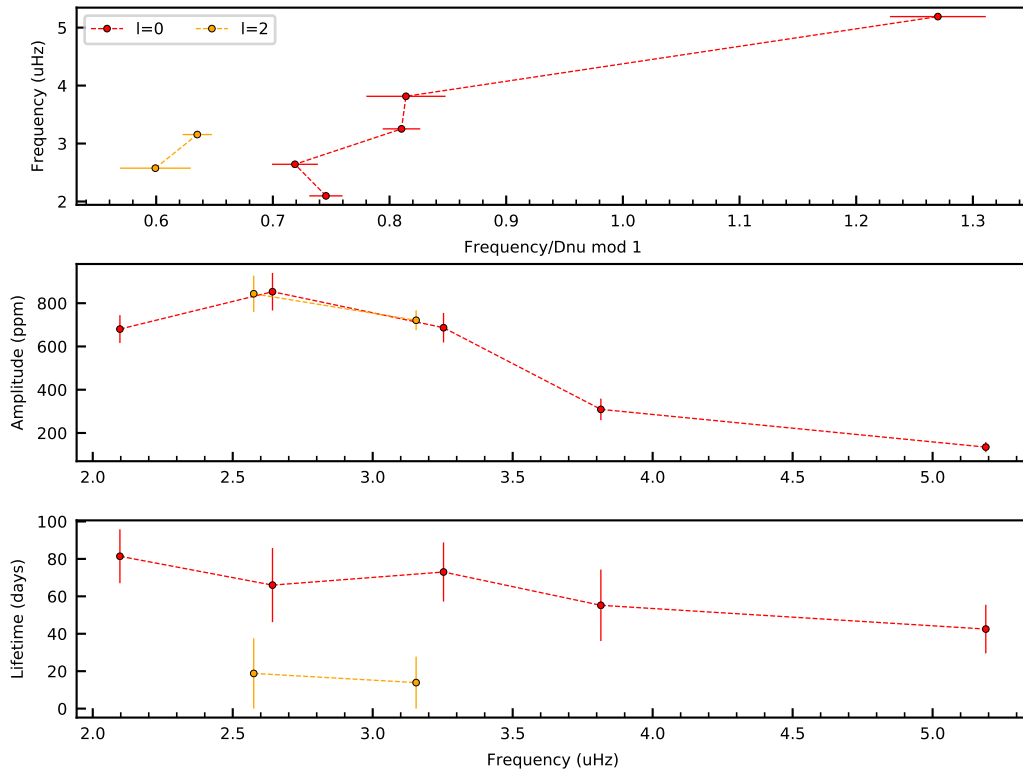 l=0 l=2
5
4
3
2
Frequency (uHz)
0.6 0.7 0.8 0.9 1.0 1.1 1.2 1.3
Frequency/Dnu mod 1
800
600
400
200
Amplitude (ppm)
2.0 2.5 3.0 3.5 4.0 4.5 5.0
100
80
60
40
20
0
Lifetime (days)
2.0 2.5 3.0 3.5 4.0 4.5 5.0
Frequency (uHz)